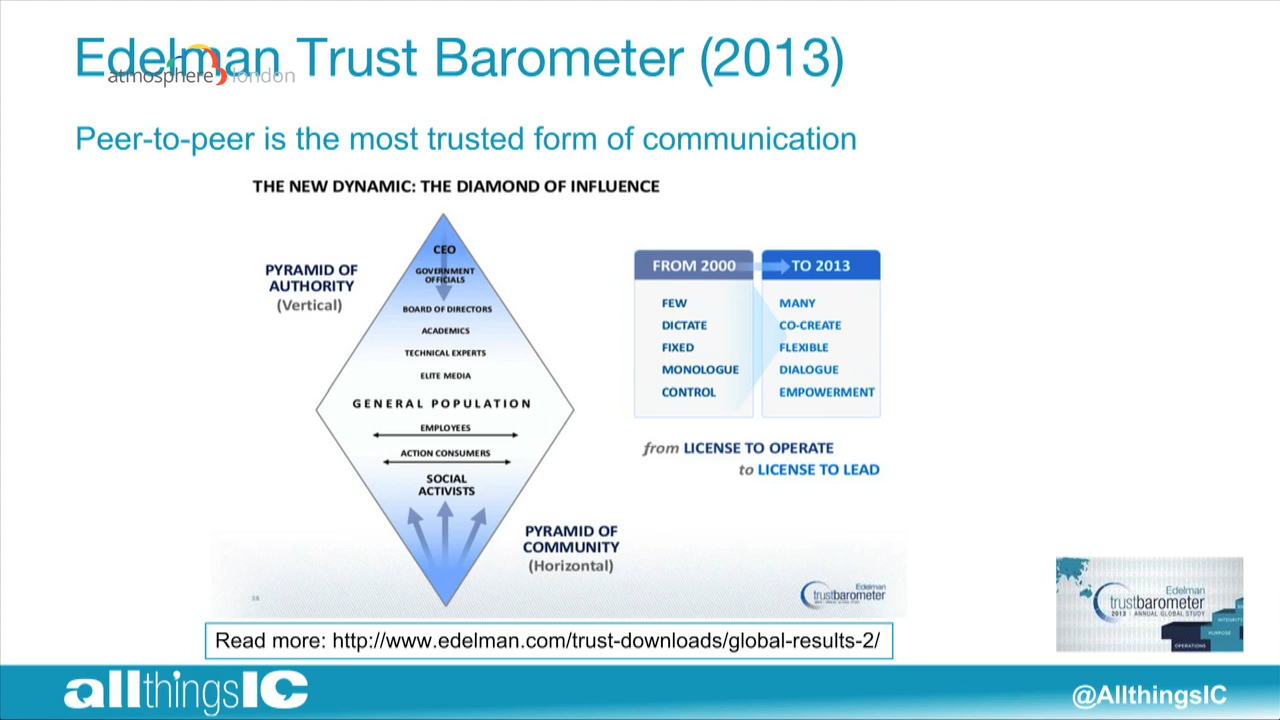 Edelman Trust Barometer (2013)
atmosphere london
Peer-to-peer is the most trusted form of communication
THE NEW DYNAMIC: THE DIAMOND OF INFLUENCE
PYRAMID OF
AUTHORITY
(Vertical)
CEO
GOVERNMENT
OFFICIALS
BOARD OF DIRECTORS
ACADEMICS
TECHNICAL EXPERTS
ELITE MEDIA
GENERAL POPULATION
EMPLOYEES
ACTION CONSUMERS
SOCIAL
ACTIVISTS
PYRAMID OF
COMMUNITY
(Horizontal)
FROM 2000 TO 2013
FEW MANY
DICTATE CO-CREATE
FIXED FLEXIBLE
MONOLOGUE DIALOGUE
CONTROL EMPOWERMENT
from LICENSE TO OPERATE
to LICENSE TO LEAD
Edelman
trustbarometer
Edelman
trustbarometer
2013 ANNUAL GLOBAL STUDY
INTEGRITY
PURPOSE
OPERATIONS
Read more: http://www.edelman.com/trust-downloads/global-results-2/
allthingsIC
@AllthingsIC